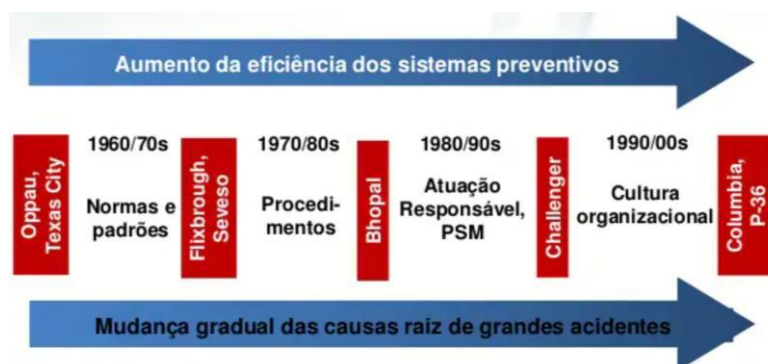 Aumento da eficiência dos sistemas preventivos
Oppau,
Texas City
1960/70s
Normas e
padrões
Flixbrough,
Seveso
1970/80s
Procedi-
mentos
Bhopal
1980/90s
Atuação
Responsável,
PSM
Challenger
1990/00s
Cultura
organizacional
Columbia,
P-36
Mudança gradual das causas raiz de grandes acidentes